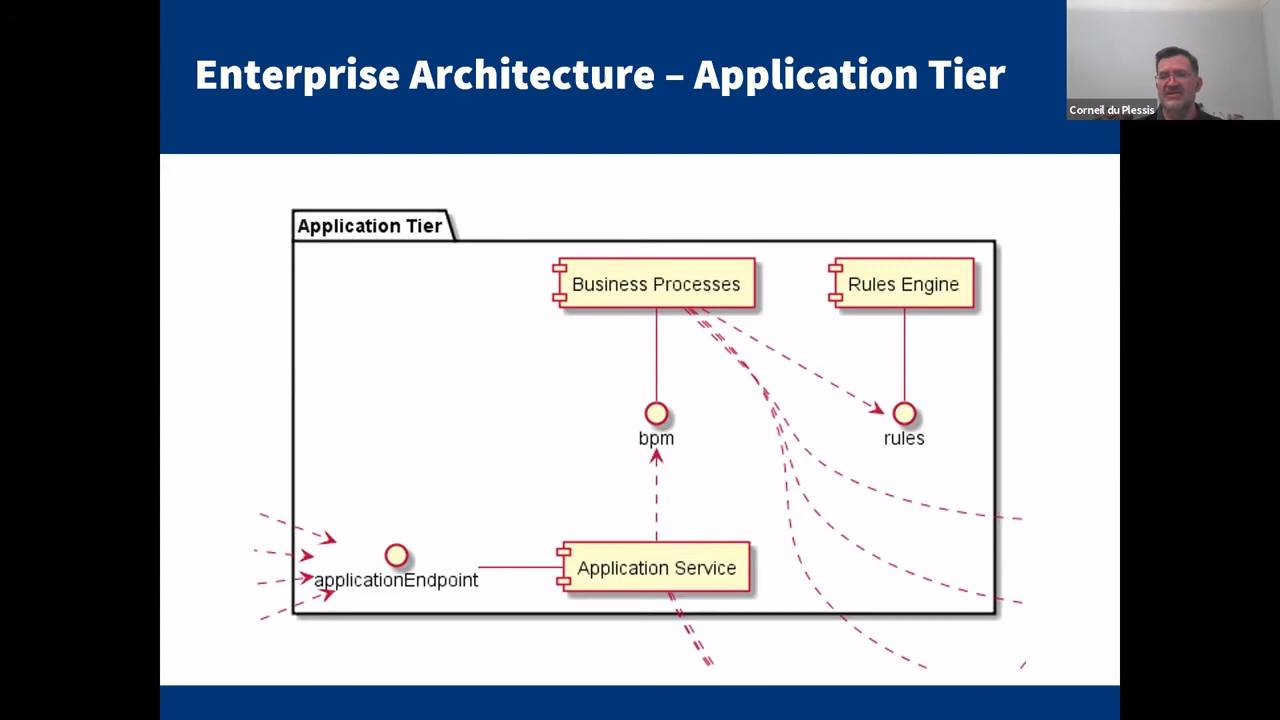 Enterprise Architecture – Application Tier
Corneil du Plessis
Application Tier
Business Processes
Rules Engine
bpm
rules
applicationEndpoint
Application Service